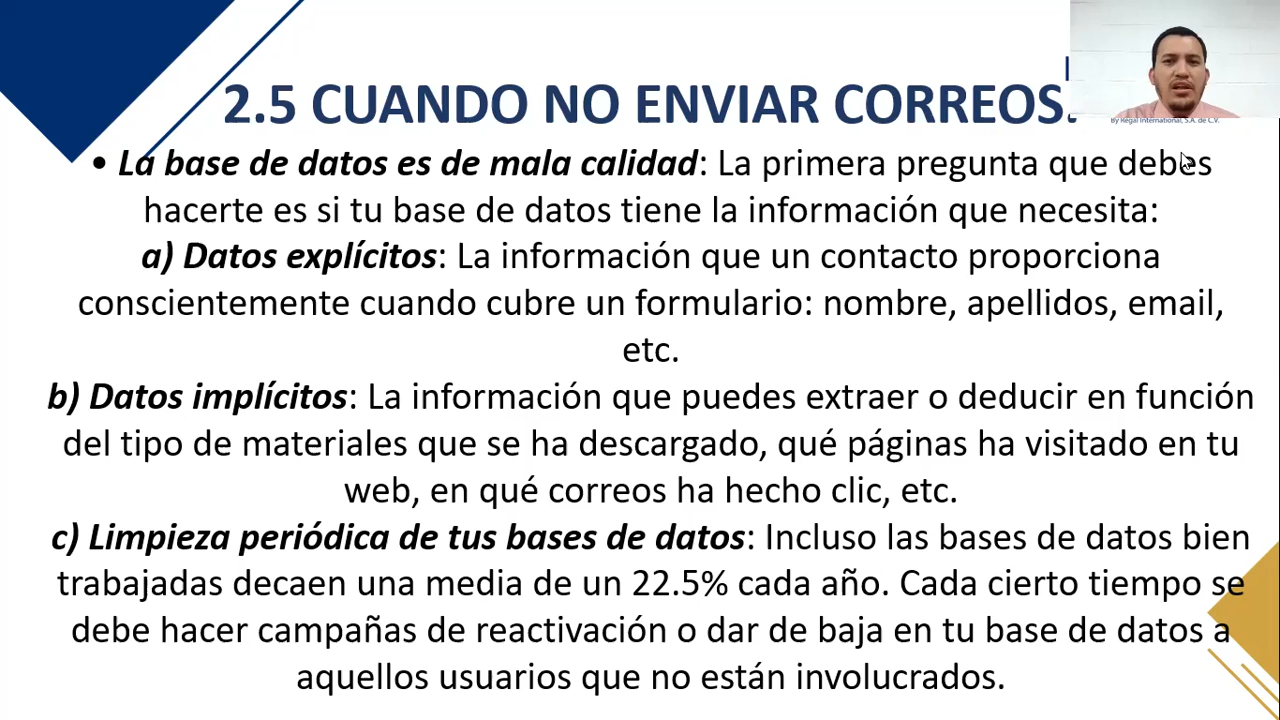 2.5 CUANDO NO ENVIAR CORREOS.
By Regal International, S.A. de C.V.
• La base de datos es de mala calidad: La primera pregunta que debes
hacerte es si tu base de datos tiene la información que necesita:
a) Datos explícitos: La información que un contacto proporciona
conscientemente cuando cubre un formulario: nombre, apellidos, email,
etc.
b) Datos implícitos: La información que puedes extraer o deducir en función
del tipo de materiales que se ha descargado, qué páginas ha visitado en tu
web, en qué correos ha hecho clic, etc.
c) Limpieza periódica de tus bases de datos: Incluso las bases de datos bien
trabajadas decaen una media de un 22.5% cada año. Cada cierto tiempo se
debe hacer campañas de reactivación o dar de baja en tu base de datos a
aquellos usuarios que no están involucrados.